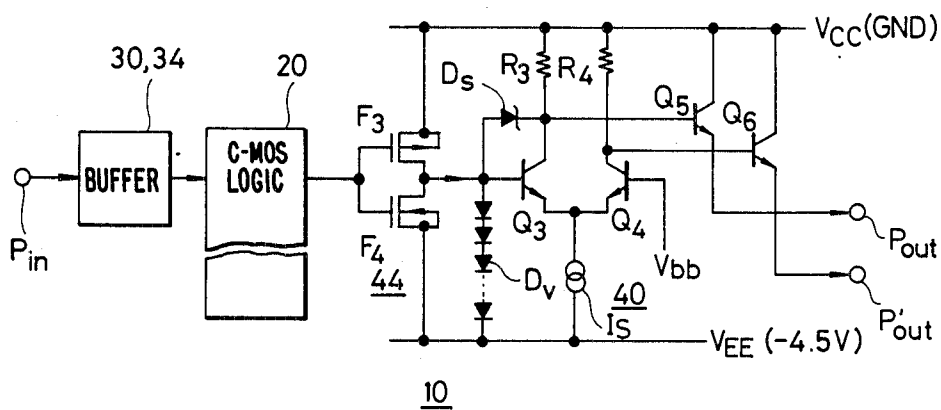 30,34
20
BUFFER
C-MOS
LOGIC
Pin
F3
F4
44
Ds
R3
R4
VCC(GND)
Q5
Q6
Q3
Q4
Dv
40
Vbb
IS
Pout
P'out
VEE (-4.5V)
10